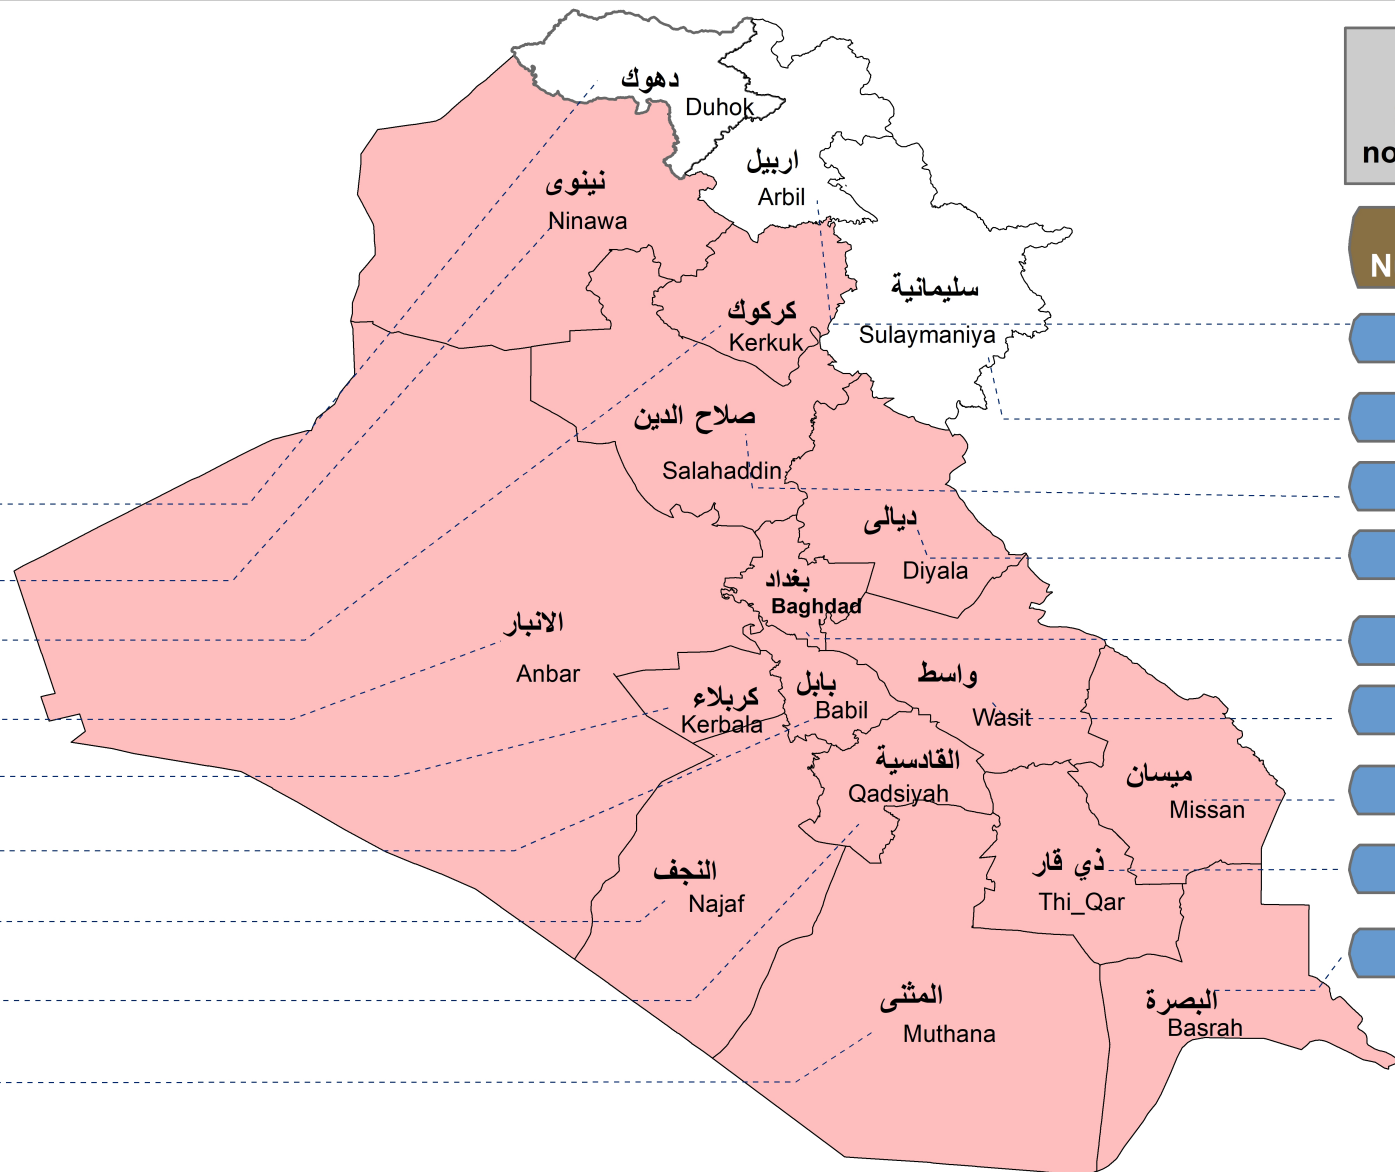 دهوك
Duhok
no
اربيل
Arbil
نينوى
Ninawa
N
سليمانية
Sulaymaniya
كركوك
Kerkuk
صلاح الدين
Salahaddin
ديالى
Diyala
بغداد
Baghdad
الانبار
Anbar
واسط
Wasit
بابل
Babil
كربلاء
Kerbala
القادسية
Qadsiyah
ميسان
Missan
ذي قار
Thi_Qar
النجف
Najaf
المثنى
Muthana
البصرة
Basrah